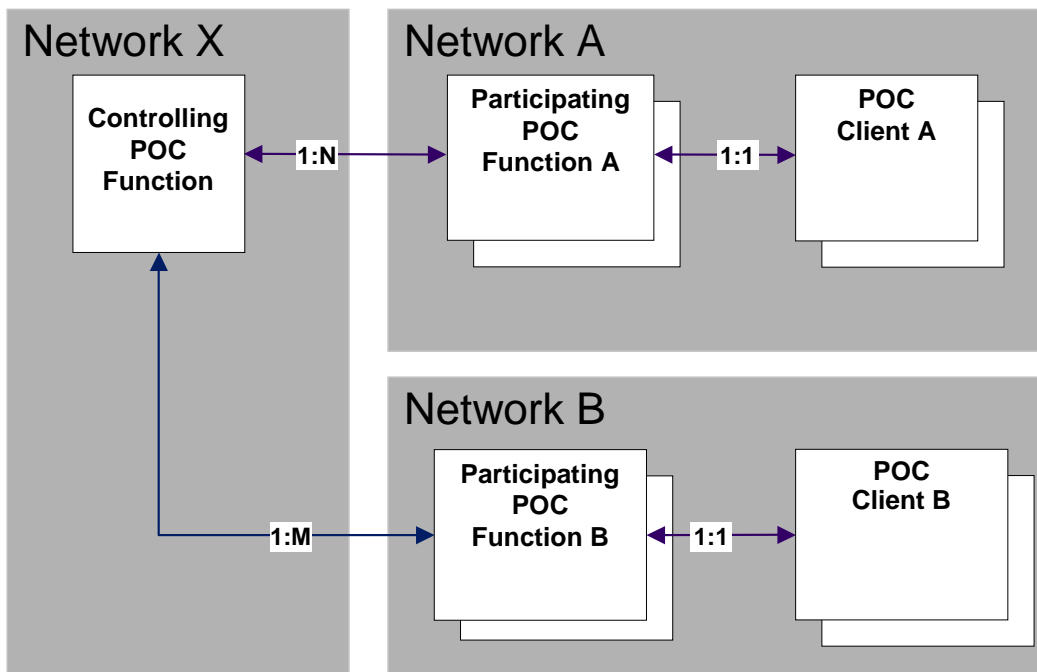 Network X
Controlling
POC
Function
1:N
Network A
Participating
POC
Function A
1:1
POC
Client A
1:M
Network B
Participating
POC
Function B
1:1
POC
Client B